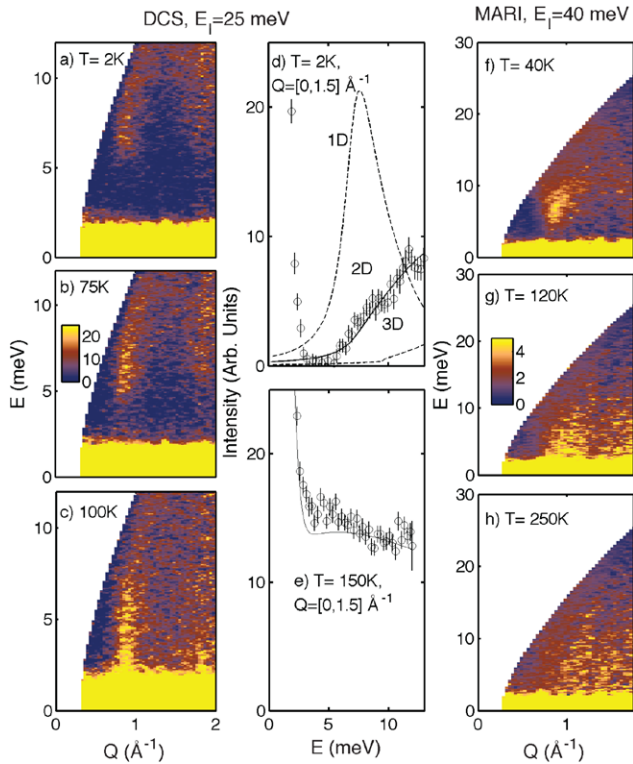 DCS, E_I=25 meV
MARI, E_I=40 meV
a) T= 2K
10
5
0
b) 75K
20
10
0
10
5
0
c) 100K
10
5
0
0
1
2
Q (Å⁻¹)
E (meV)
d) T= 2K,
Q=[0,1.5] Å⁻¹
1D
2D
3D
20
10
0
e) T= 150K,
Q=[0,1.5] Å⁻¹
20
10
0
0
5
10
E (meV)
Intensity (Arb. Units)
f) T= 40K
30
20
10
0
g) T= 120K
4
2
0
30
20
10
0
h) T= 250K
30
20
10
0
0
1
Q (Å⁻¹)
E (meV)